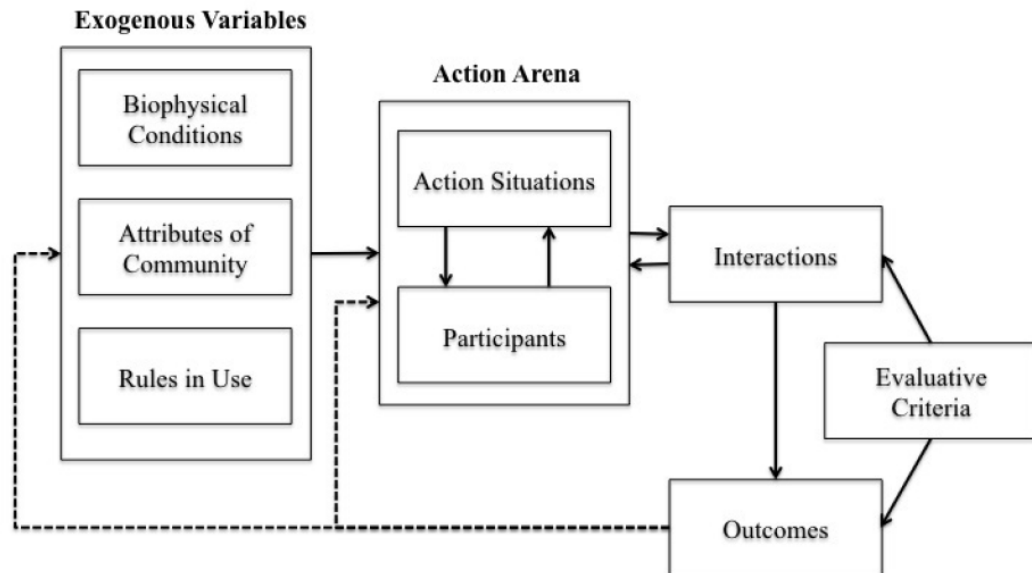 Exogenous Variables
Biophysical
Conditions
Attributes of
Community
Rules in Use
Action Arena
Action Situations
Participants
Interactions
Evaluative
Criteria
Outcomes